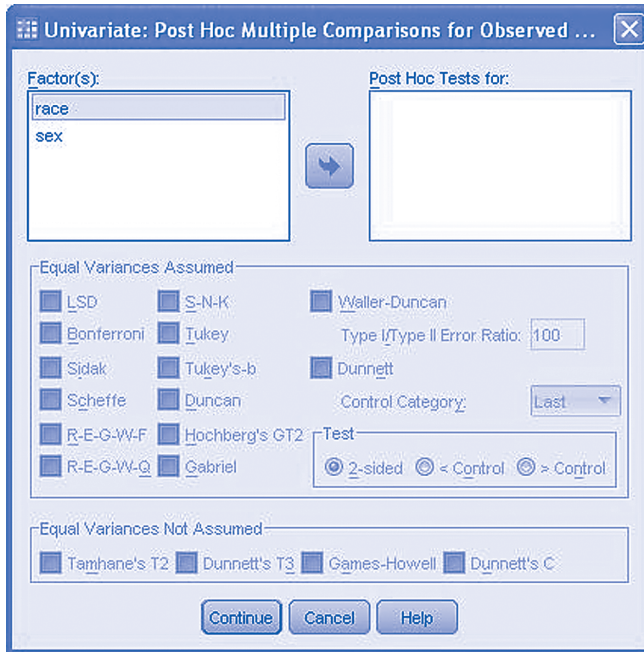 Univariate: Post Hoc Multiple Comparisons for Observed ...
Factor(s):
race
sex
Post Hoc Tests for:
Equal Variances Assumed
LSD
S-N-K
Waller-Duncan
Bonferroni
Tukey
Type I/Type II Error Ratio: 100
Sidak
Tukey's-b
Dunnett
Scheffe
Duncan
Control Category: Last
R-E-G-W-F
Hochberg's GT2
Test
R-E-G-W-Q
Gabriel
2-sided < Control > Control
Equal Variances Not Assumed
Tamhane's T2 Dunnett's T3 Games-Howell Dunnett's C
Continue Cancel Help